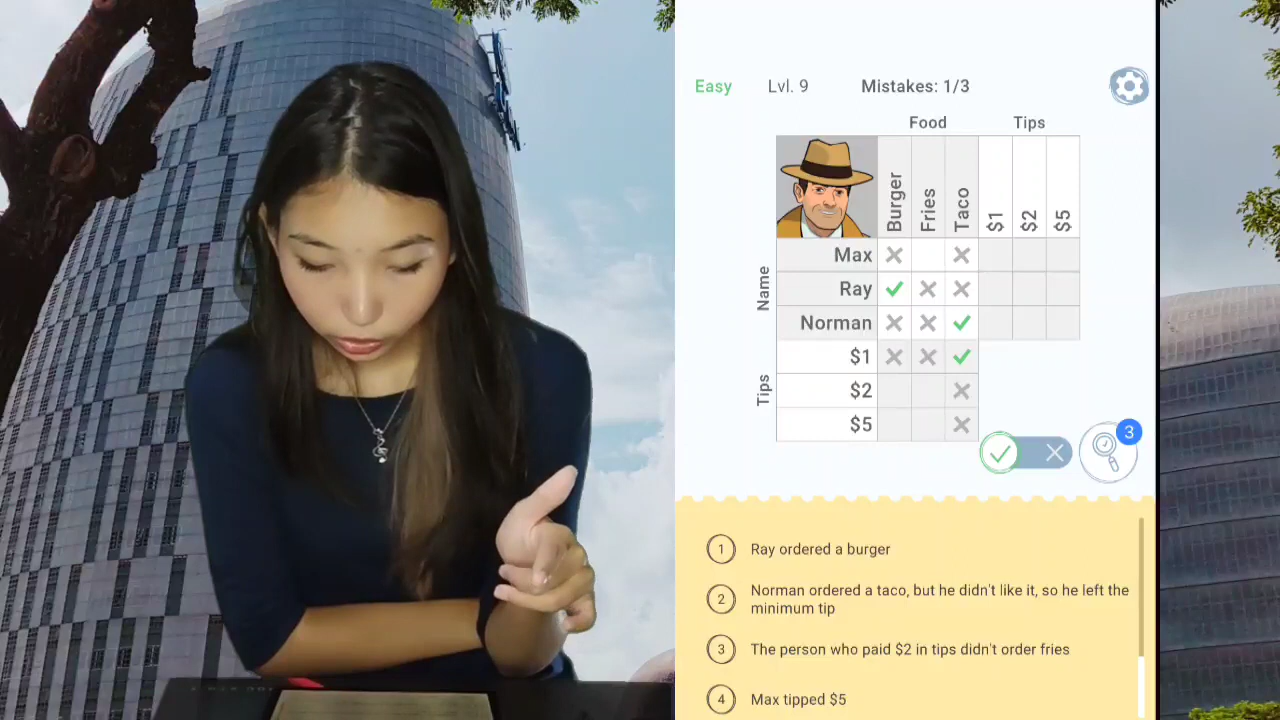 Easy Lvl. 9 Mistakes: 1/3
Food Tips
Burger Fries Taco $1 $2 $5
Name
Max
Ray
Norman
Tips
$1
$2
$5
3
1 Ray ordered a burger
2 Norman ordered a taco, but he didn't like it, so he left the
minimum tip
3 The person who paid $2 in tips didn't order fries
4 Max tipped $5